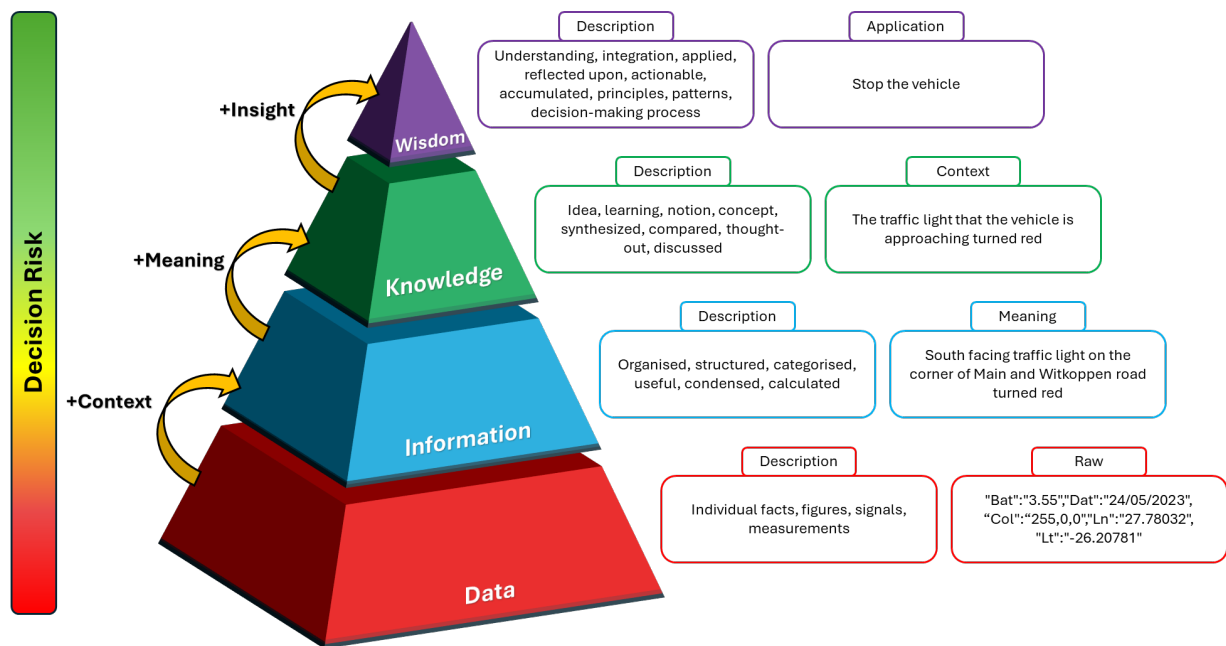 Decision Risk
+Insight
+Meaning
+Context
Wisdom
Knowledge
Information
Data
Description
Understanding, integration, applied,
reflected upon, actionable,
accumulated, principles, patterns,
decision-making process
Application
Stop the vehicle
Description
Idea, learning, notion, concept,
synthesized, compared, thought-
out, discussed
Context
The traffic light that the vehicle is
approaching turned red
Description
Organised, structured, categorised,
useful, condensed, calculated
Meaning
South facing traffic light on the
corner of Main and Witkoppen road
turned red
Description
Individual facts, figures, signals,
measurements
Raw
"Bat":"3.55","Dat":"24/05/2023",
“Col":“255,0,0","Ln":"27.78032",
"Lt":"-26.20781"